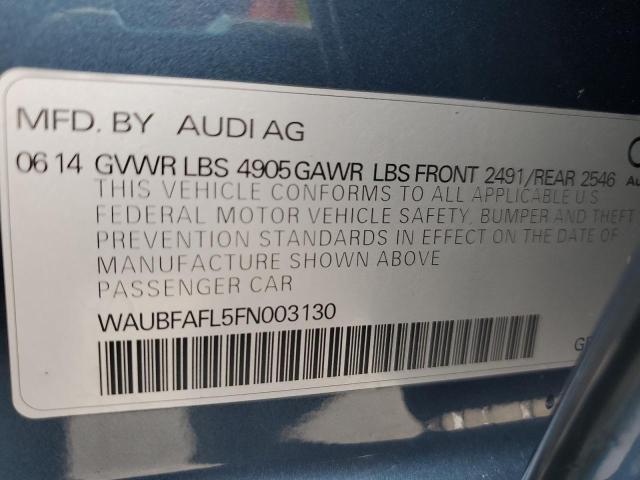 MFD. BY AUDI AG
06 14 GVWR LBS 4905 GAWR LBS FRONT 2491/REAR 2546
THIS VEHICLE CONFORMS TO ALL APPLICABLE U.S
FEDERAL MOTOR VEHICLE SAFETY, BUMPER AND THEFT
PREVENTION STANDARDS IN EFFECT ON THE DATE OF
MANUFACTURE SHOWN ABOVE
PASSENGER CAR
WAUBFAFL5FN003130